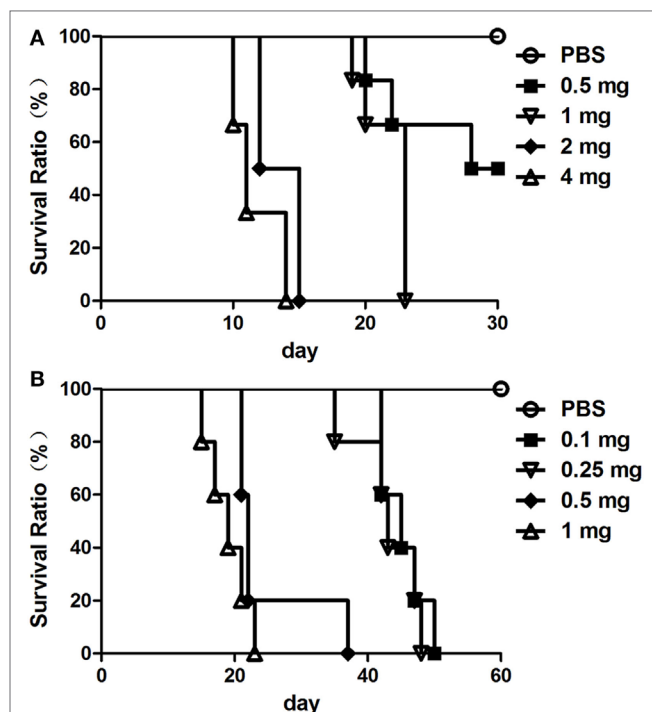 A
Survival Ratio（%）
100
80
60
40
20
0
0 10 20 30
day
PBS
0.5 mg
1 mg
2 mg
4 mg
B
Survival Ratio（%）
100
80
60
40
20
0
0 20 40 60
day
PBS
0.1 mg
0.25 mg
0.5 mg
1 mg